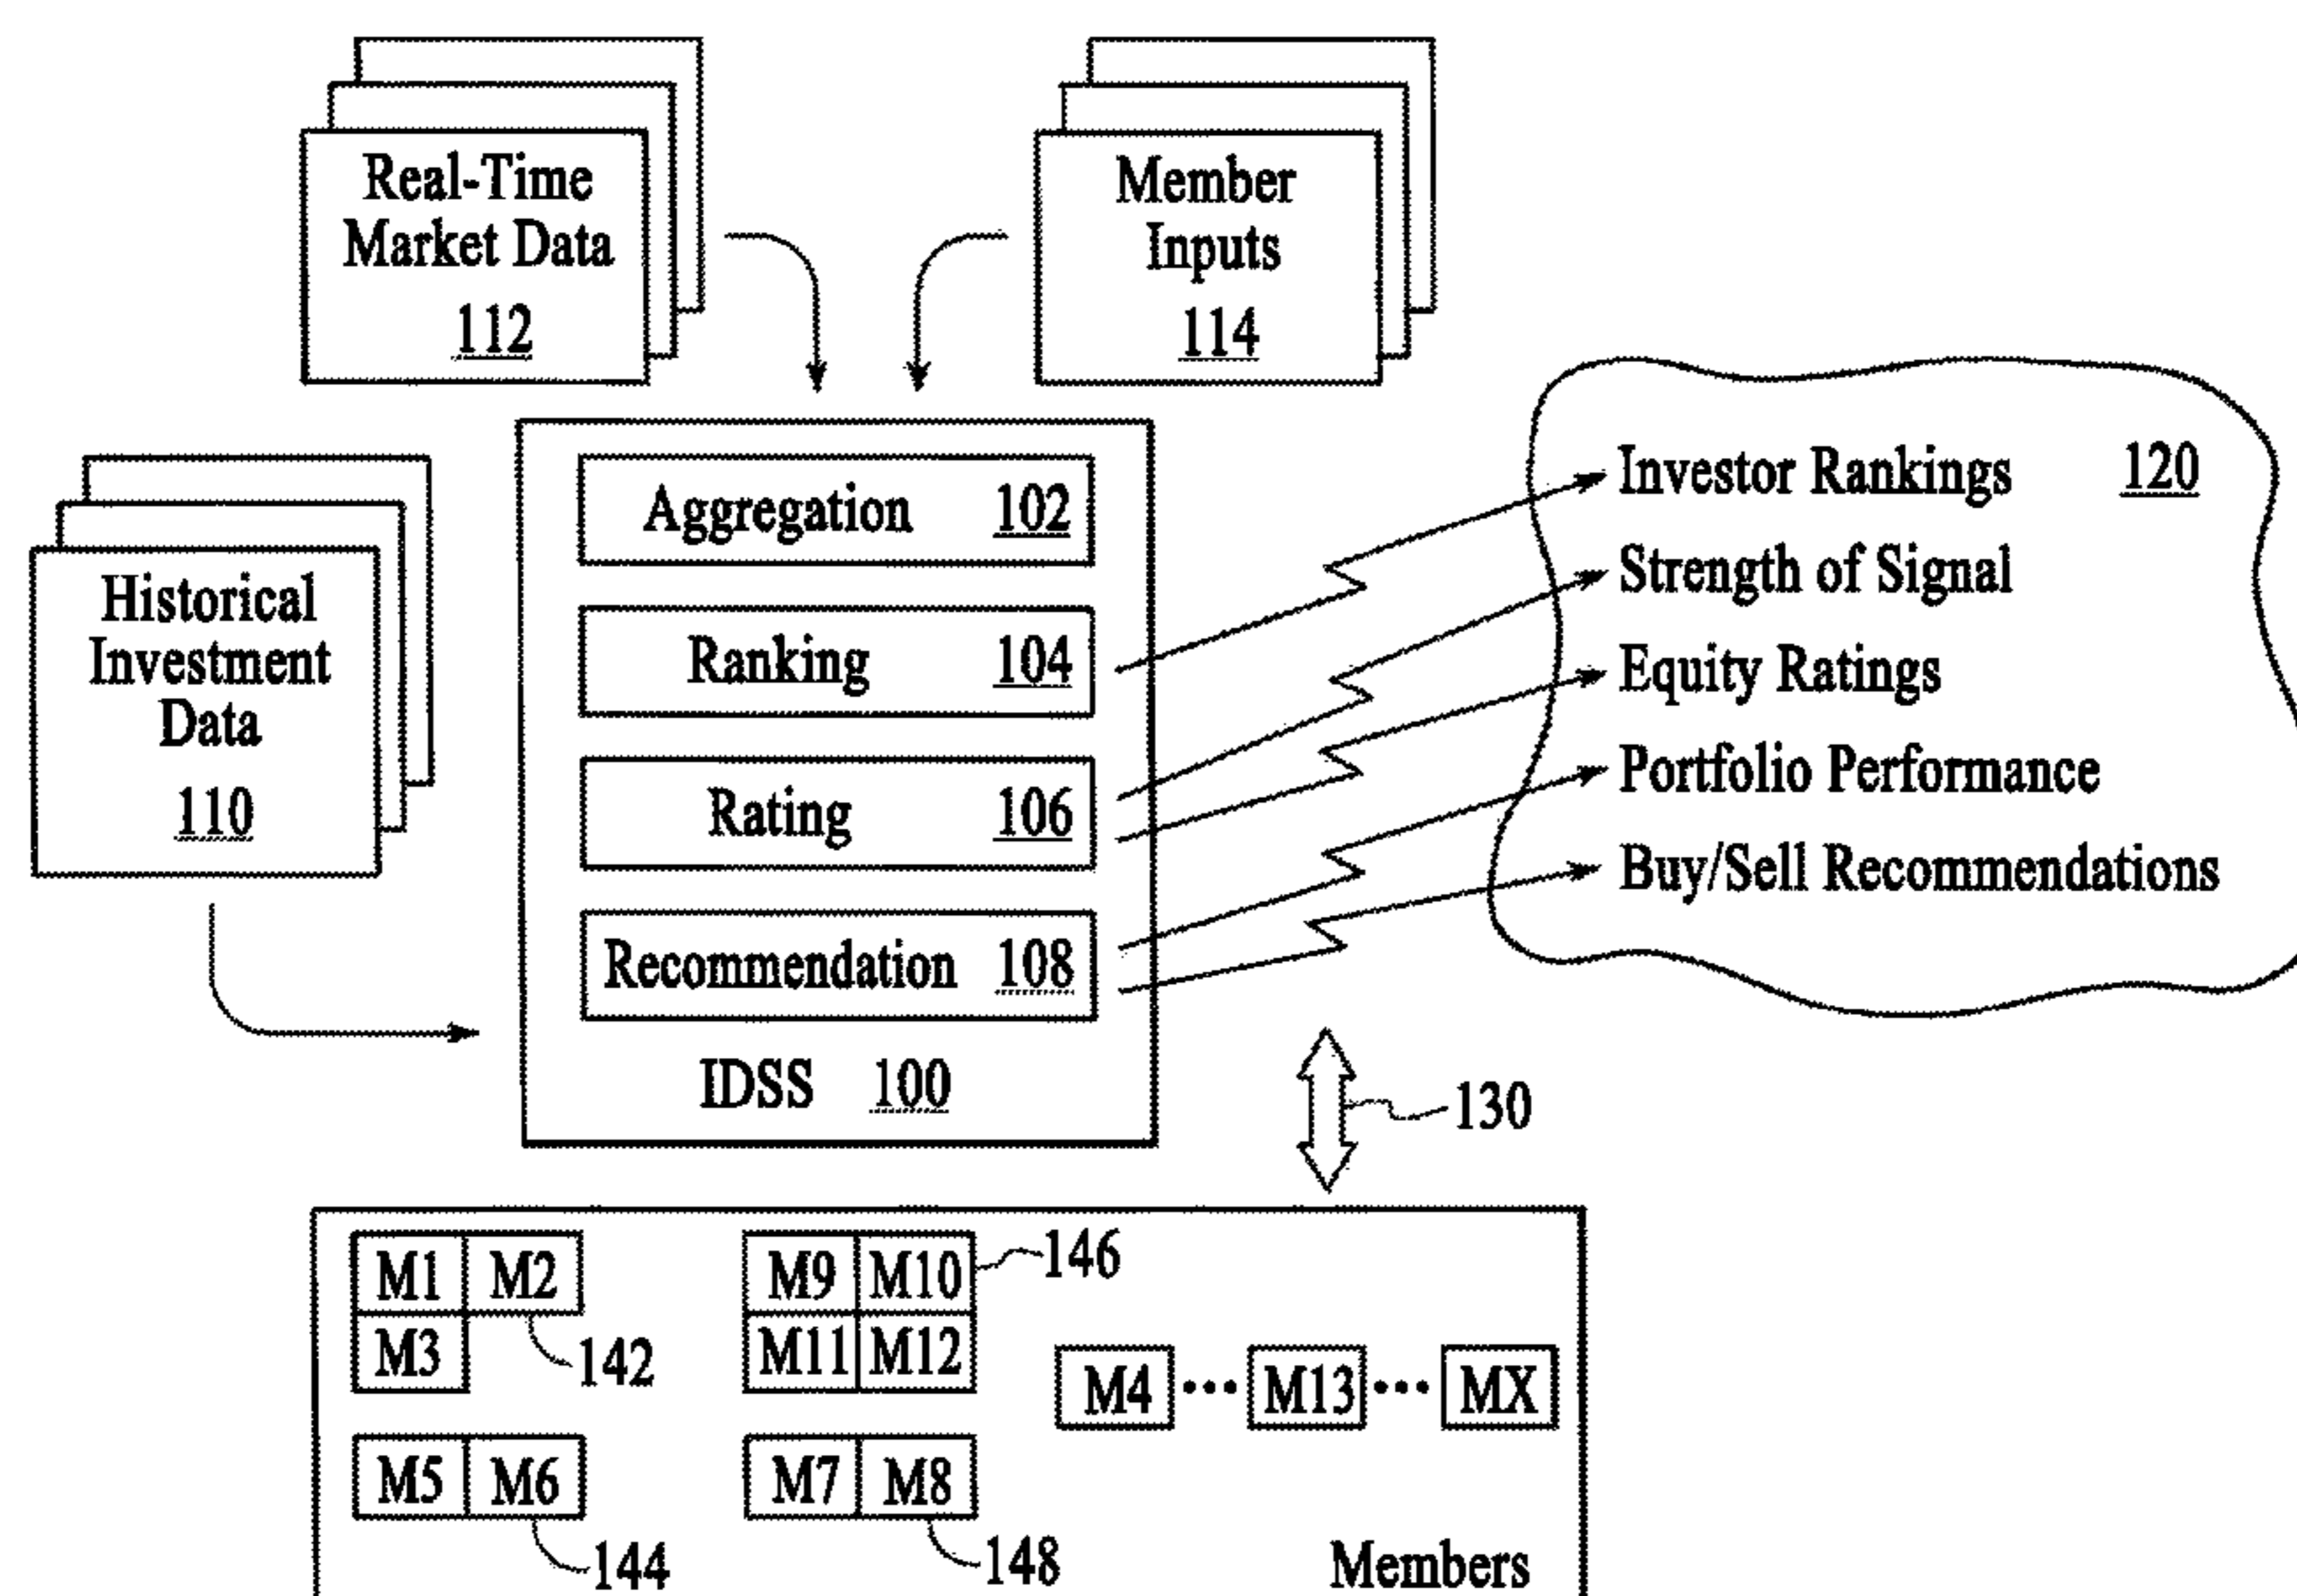 Real-Time
Market Data
112
Member
Inputs
114
Historical
Investment
Data
110
Aggregation 102
Ranking 104
Rating 106
Recommendation 108
IDSS 100
Investor Rankings 120
Strength of Signal
Equity Ratings
Portfolio Performance
Buy/Sell Recommendations
130
M1 M2
M3
142
M9 M10
M11 M12
146
M4 ••• M13 ••• MX
M5 M6
144
M7 M8
148
Members